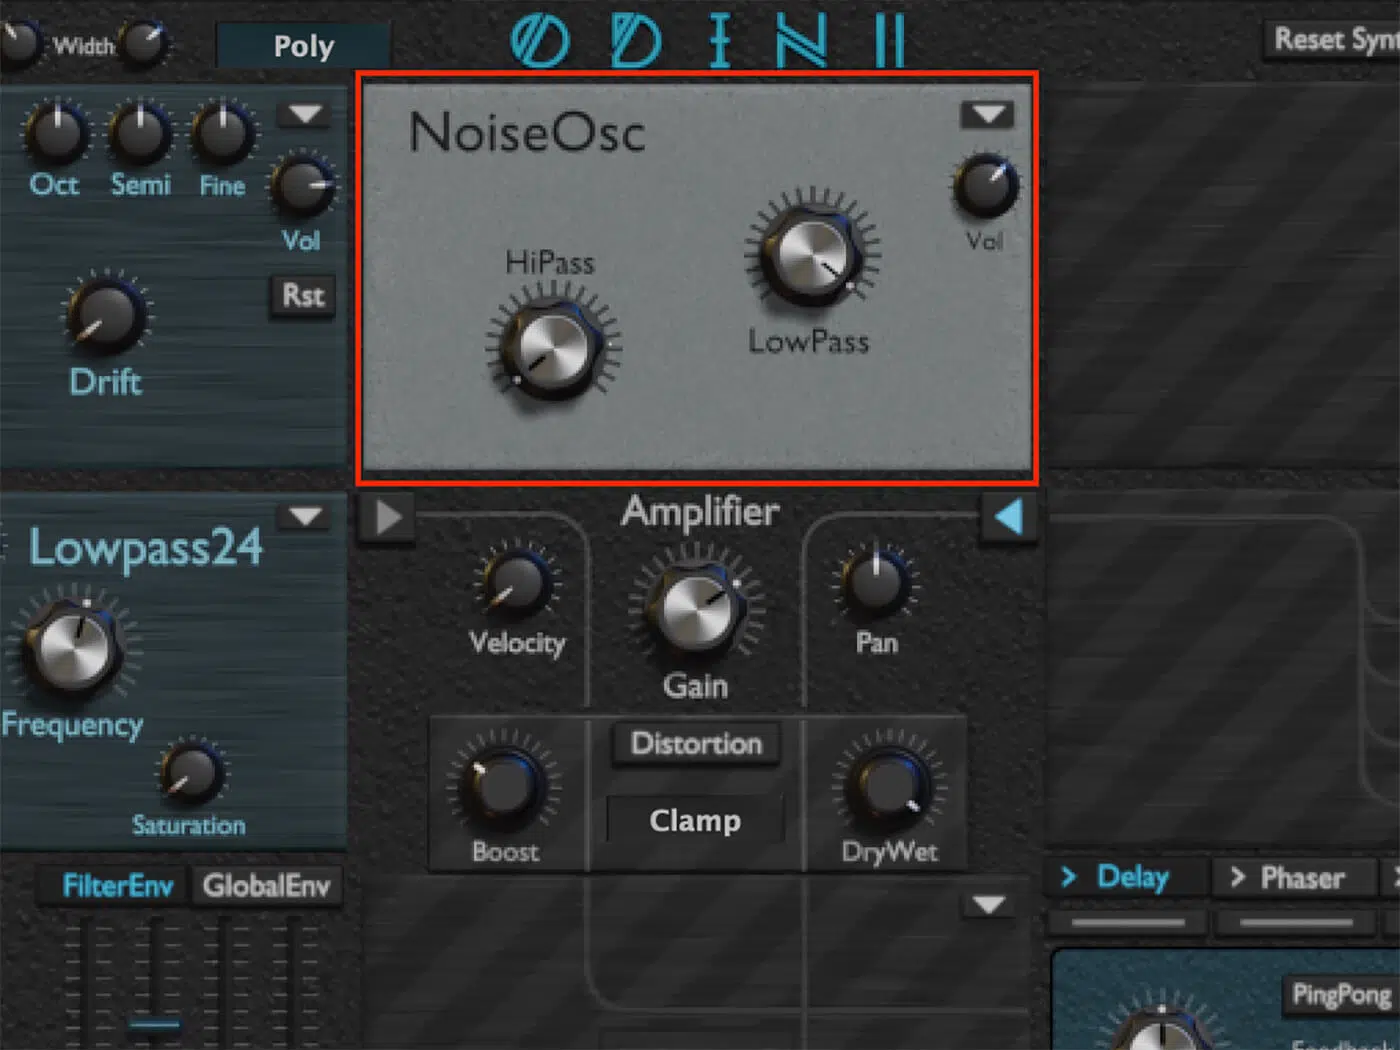 Width
Poly
ODIN II
Reset
NoiseOsc
Oct
Semi
Fine
Vol
Vol
HiPass
Rst
LowPass
Drift
Amplifier
Lowpass24
Velocity
Pan
Gain
Frequency
Distortion
Clamp
Saturation
Boost
DryWet
FilterEnv
GlobalEnv
Delay
Phaser
PingPong